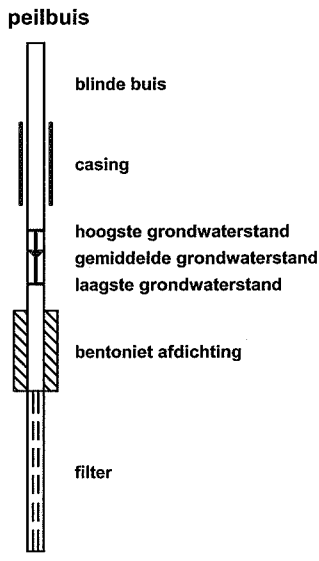 peilbuis
blinde buis
casing
hoogste grondwaterstand
gemiddelde grondwaterstand
laagste grondwaterstand
bentoniet afdichting
filter